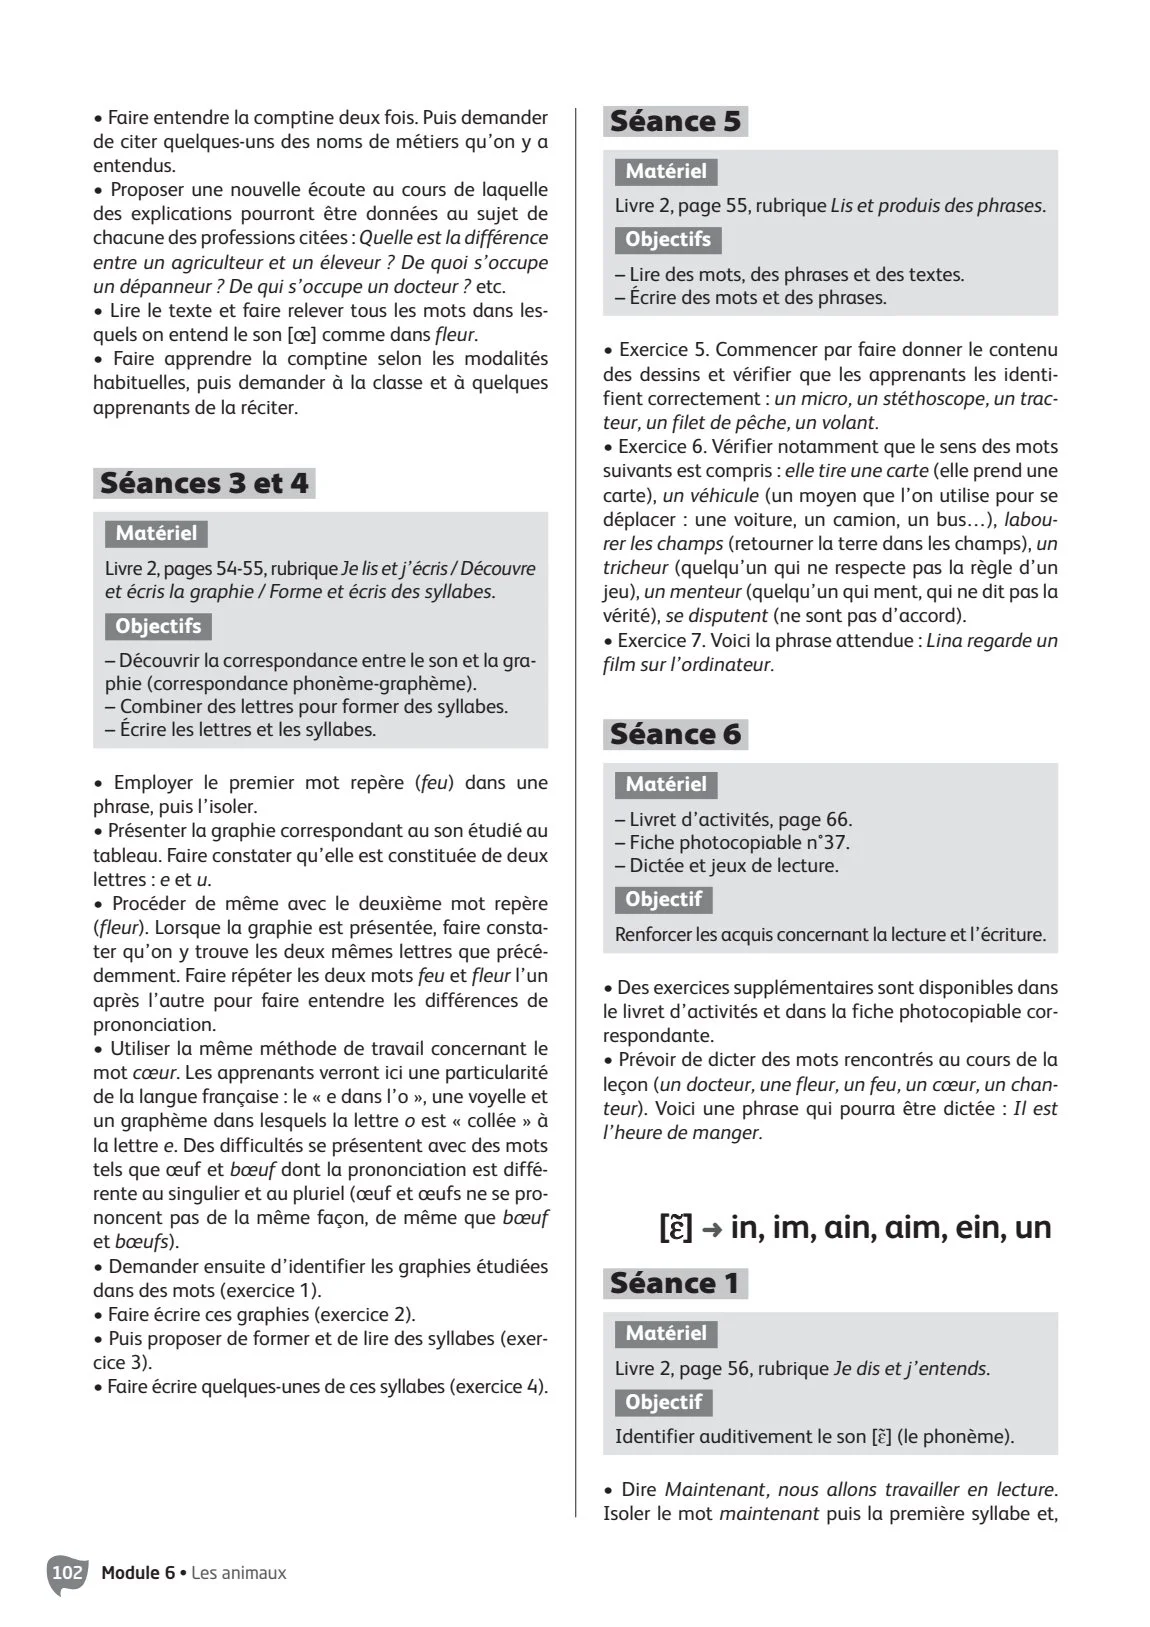 • Faire entendre la comptine deux fois. Puis demander
de citer quelques-uns des noms de métiers qu’on y a
entendus.
• Proposer une nouvelle écoute au cours de laquelle
des explications pourront être données au sujet de
chacune des professions citées : Quelle est la différence
entre un agriculteur et un éleveur ? De quoi s’occupe
un dépanneur ? De qui s’occupe un docteur ? etc.
• Lire le texte et faire relever tous les mots dans les-
quels on entend le son [œ] comme dans fleur.
• Faire apprendre la comptine selon les modalités
habituelles, puis demander à la classe et à quelques
apprenants de la réciter.
Séances 3 et 4
Matériel
Livre 2, pages 54-55, rubrique Je lis et j’écris / Découvre
et écris la graphie / Forme et écris des syllabes.
Objectifs
– Découvrir la correspondance entre le son et la gra-
phie (correspondance phonème-graphème).
– Combiner des lettres pour former des syllabes.
– Écrire les lettres et les syllabes.
• Employer le premier mot repère (feu) dans une
phrase, puis l’isoler.
• Présenter la graphie correspondant au son étudié au
tableau. Faire constater qu’elle est constituée de deux
lettres : e et u.
• Procéder de même avec le deuxième mot repère
(fleur). Lorsque la graphie est présentée, faire consta-
ter qu’on y trouve les deux mêmes lettres que précé-
demment. Faire répéter les deux mots feu et fleur l’un
après l’autre pour faire entendre les différences de
prononciation.
• Utiliser la même méthode de travail concernant le
mot cœur. Les apprenants verront ici une particularité
de la langue française : le « e dans l’o », une voyelle et
un graphème dans lesquels la lettre o est « collée » à
la lettre e. Des difficultés se présentent avec des mots
tels que œuf et bœuf dont la prononciation est diffé-
rente au singulier et au pluriel (œuf et œufs ne se pro-
noncent pas de la même façon, de même que bœuf
et bœufs).
• Demander ensuite d’identifier les graphies étudiées
dans des mots (exercice 1).
• Faire écrire ces graphies (exercice 2).
• Puis proposer de former et de lire des syllabes (exer-
cice 3).
• Faire écrire quelques-unes de ces syllabes (exercice 4).
Séance 5
Matériel
Livre 2, page 55, rubrique Lis et produis des phrases.
Objectifs
– Lire des mots, des phrases et des textes.
– Écrire des mots et des phrases.
• Exercice 5. Commencer par faire donner le contenu
des dessins et vérifier que les apprenants les identi-
fient correctement : un micro, un stéthoscope, un trac-
teur, un filet de pêche, un volant.
• Exercice 6. Vérifier notamment que le sens des mots
suivants est compris : elle tire une carte (elle prend une
carte), un véhicule (un moyen que l’on utilise pour se
déplacer : une voiture, un camion, un bus…), labou-
rer les champs (retourner la terre dans les champs), un
tricheur (quelqu’un qui ne respecte pas la règle d’un
jeu), un menteur (quelqu’un qui ment, qui ne dit pas la
vérité), se disputent (ne sont pas d’accord).
• Exercice 7. Voici la phrase attendue : Lina regarde un
film sur l’ordinateur.
Séance 6
Matériel
– Livret d’activités, page 66.
– Fiche photocopiable n°37.
– Dictée et jeux de lecture.
Objectif
Renforcer les acquis concernant la lecture et l’écriture.
• Des exercices supplémentaires sont disponibles dans
le livret d’activités et dans la fiche photocopiable cor-
respondante.
• Prévoir de dicter des mots rencontrés au cours de la
leçon (un docteur, une fleur, un feu, un cœur, un chan-
teur). Voici une phrase qui pourra être dictée : Il est
l’heure de manger.
[ɛ̃] → in, im, ain, aim, ein, un
Séance 1
Matériel
Livre 2, page 56, rubrique Je dis et j’entends.
Objectif
Identifier auditivement le son [ɛ̃] (le phonème).
• Dire Maintenant, nous allons travailler en lecture.
Isoler le mot maintenant puis la première syllabe et,
102 Module 6 • Les animaux